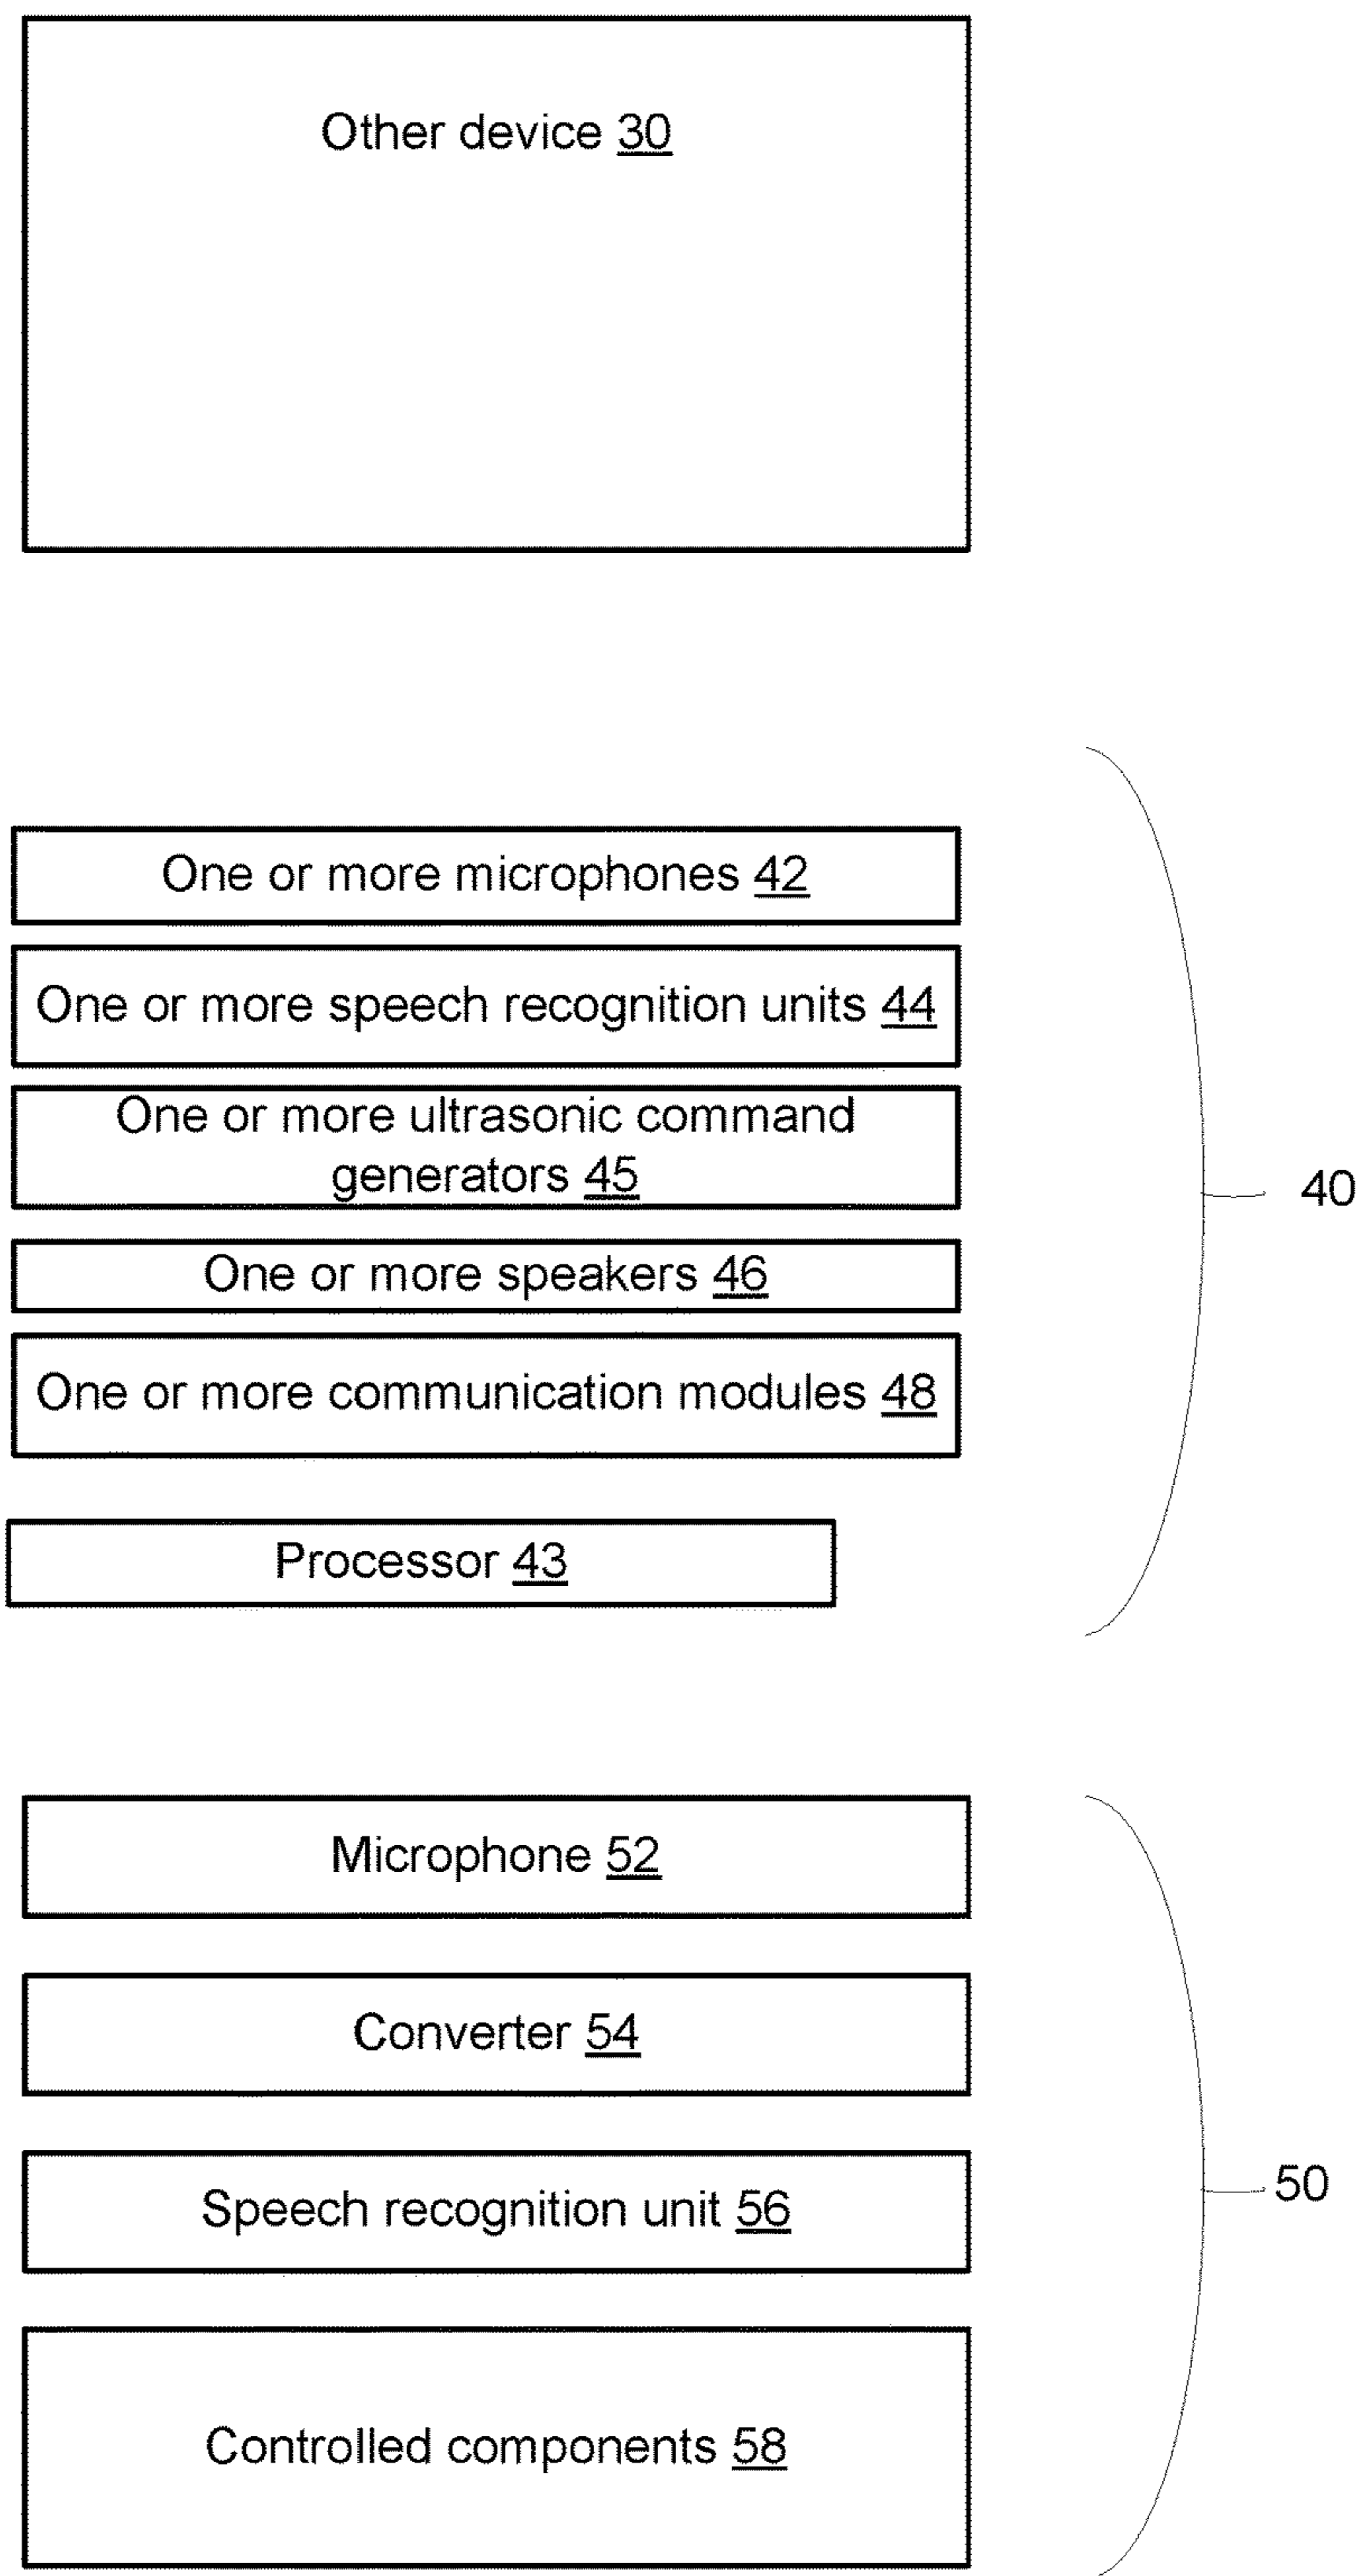 Other device 30
One or more microphones 42
One or more speech recognition units 44
One or more ultrasonic command
generators 45
40
One or more speakers 46
One or more communication modules 48
Processor 43
Microphone 52
Converter 54
50
Speech recognition unit 56
Controlled components 58